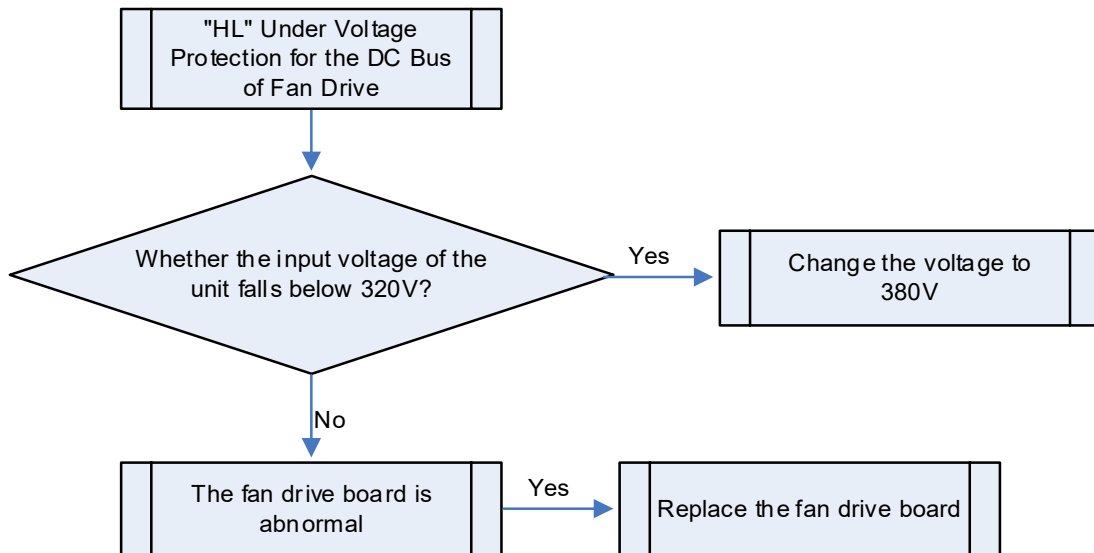 "HL" Under Voltage
Protection for the DC Bus
of Fan Drive
Whether the input voltage of the
unit falls below 320V?
Yes
Change the voltage to
380V
No
The fan drive board is
abnormal
Yes
Replace the fan drive board